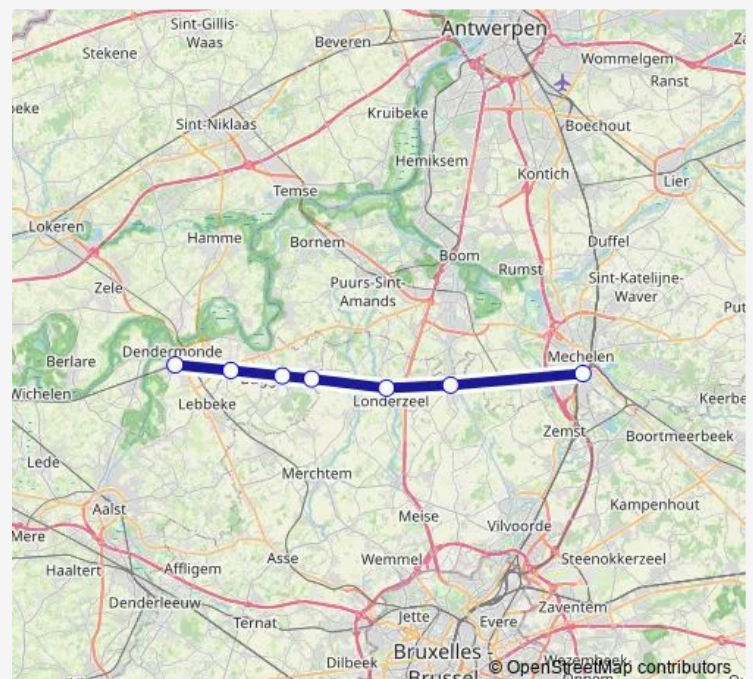 Antwerpen
Sint-Gillis-
Waas
Beveren
Stekene
Wommelgem
Ranst
Kruibeke
Sint-Niklaas
Boechout
Hemiksem
Kontich
Lier
Temse
Lokeren
Hamme
Bornem
Duffel
Boom
Rumst
Zele
Puurs-Sint-
Amands
Sint-Katelijne-
Waver
Put
Dendermonde
Mechelen
Berlare
Wichelen
Lebbeke
Londerzeel
Keerbe
Zemst
Boortmeerbeek
Lede
Merchtem
Aalst
Kampenhout
Meise
Vilvoorde
Mere
Asse
Wemmel
Steenokkerzeel
Haaltert
Affligem
Denderleeuw
Zaventem
Jette
Evere
Ternat
Bruxelles -
Brussel
Dilbeek
© OpenStreetMap contributors